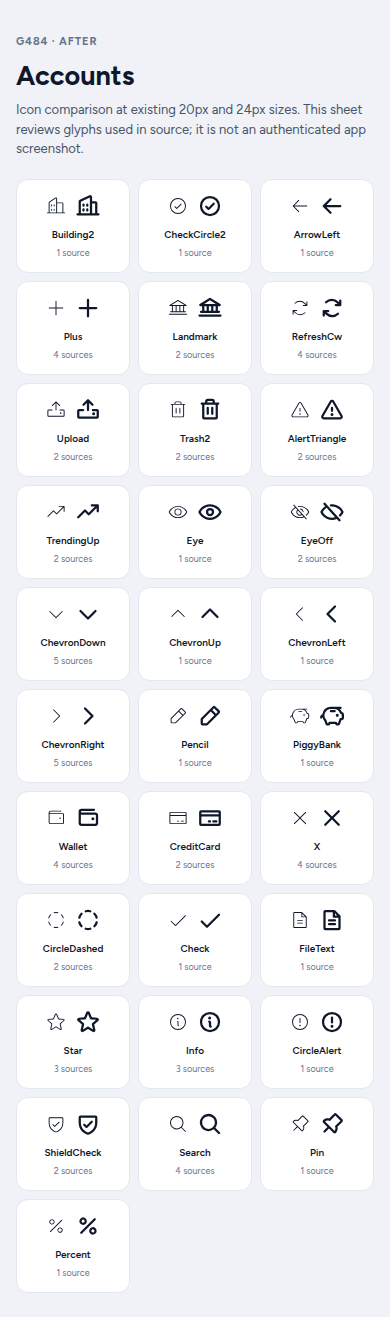 G484 · AFTER
Accounts
Icon comparison at existing 20px and 24px sizes. This sheet
reviews glyphs used in source; it is not an authenticated app
screenshot.
Building2
1 source
CheckCircle2
1 source
ArrowLeft
1 source
Plus
4 sources
Landmark
2 sources
RefreshCw
4 sources
Upload
2 sources
Trash2
2 sources
AlertTriangle
2 sources
TrendingUp
2 sources
Eye
1 source
EyeOff
2 sources
ChevronDown
5 sources
ChevronUp
1 source
ChevronLeft
1 source
ChevronRight
5 sources
Pencil
1 source
PiggyBank
1 source
Wallet
4 sources
CreditCard
2 sources
X
4 sources
CircleDashed
2 sources
Check
1 source
FileText
1 source
Star
3 sources
Info
3 sources
CircleAlert
1 source
ShieldCheck
2 sources
Search
4 sources
Pin
1 source
Percent
1 source